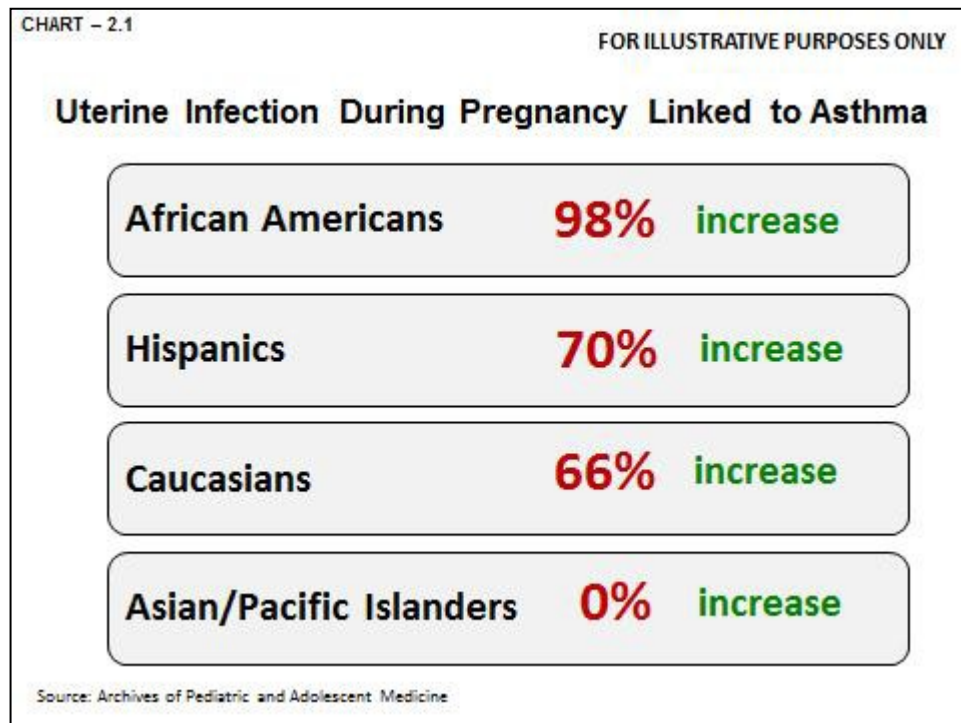 CHART – 2.1
FOR ILLUSTRATIVE PURPOSES ONLY
Uterine Infection During Pregnancy Linked to Asthma
African Americans 98% increase
Hispanics 70% increase
Caucasians 66% increase
Asian/Pacific Islanders 0% increase
Source: Archives of Pediatric and Adolescent Medicine